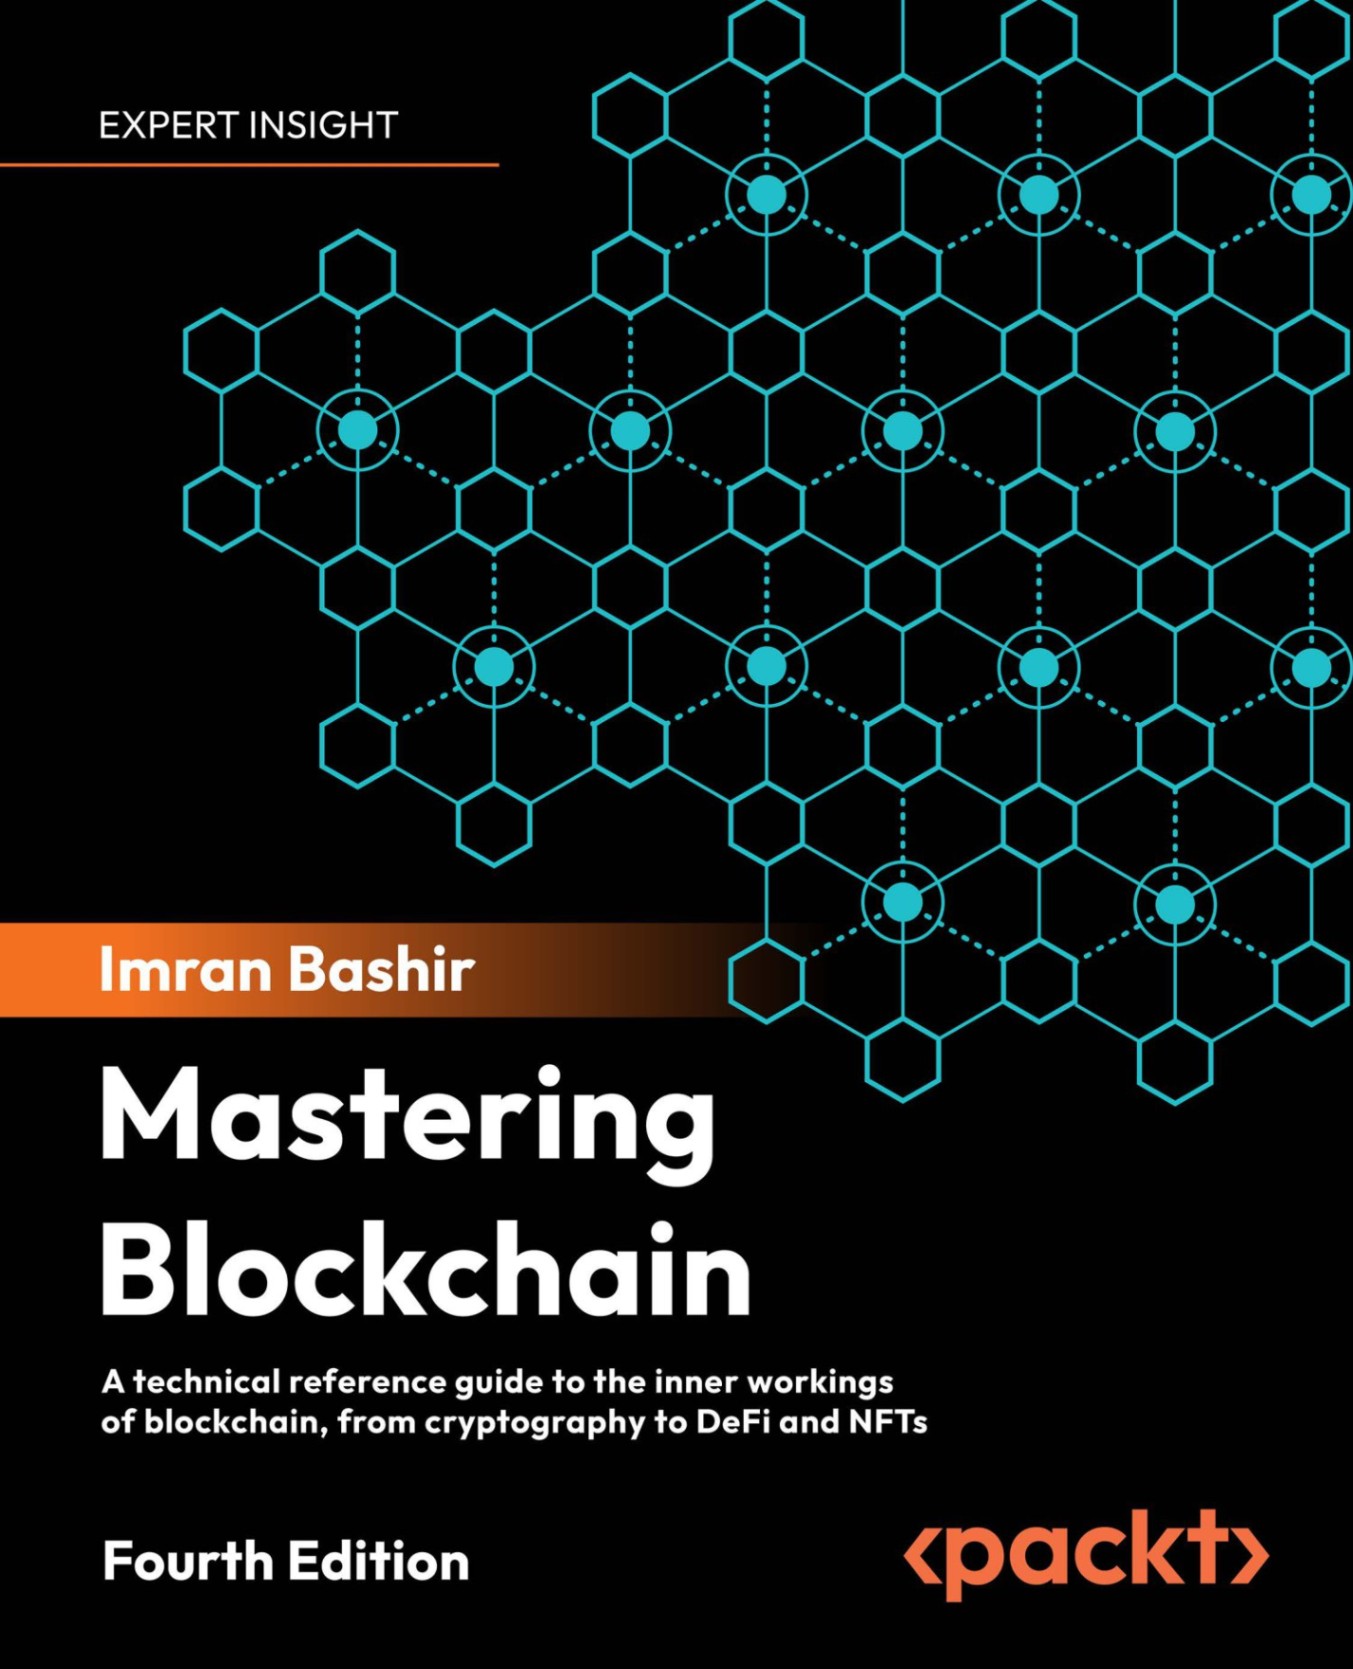 EXPERT INSIGHT
Imran Bashir
Mastering
Blockchain
A technical reference guide to the inner workings
of blockchain, from cryptography to DeFi and NFTs
Fourth Edition
<packt>